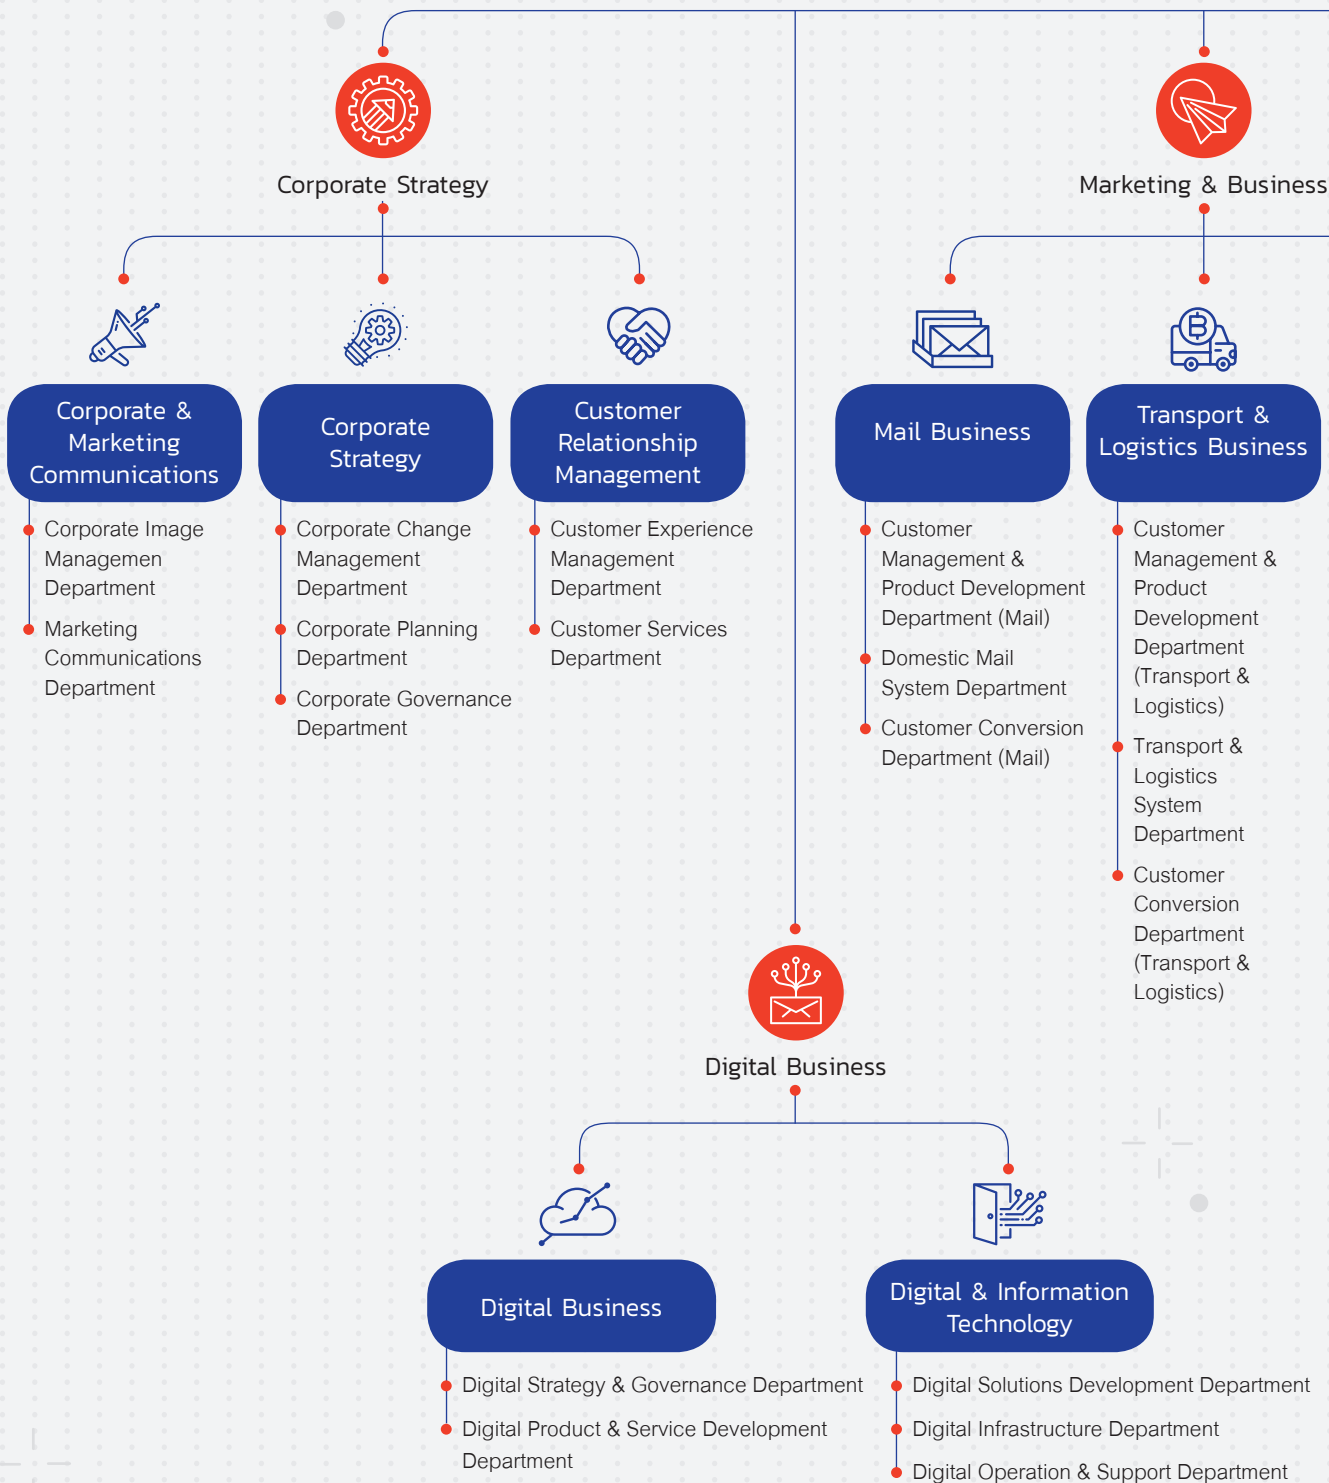 Corporate Strategy
Marketing & Business
Corporate &
Marketing
Communications
Corporate Image
Managemen
Department
Marketing
Communications
Department
Corporate
Strategy
Corporate Change
Management
Department
Corporate Planning
Department
Corporate Governance
Department
Customer
Relationship
Management
Customer Experience
Management
Department
Customer Services
Department
Mail Business
Customer
Management &
Product Development
Department (Mail)
Domestic Mail
System Department
Customer Conversion
Department (Mail)
Transport &
Logistics Business
Customer
Management &
Product
Development
Department
(Transport &
Logistics)
Transport &
Logistics
System
Department
Customer
Conversion
Department
(Transport &
Logistics)
Digital Business
Digital Business
Digital Strategy & Governance Department
Digital Product & Service Development
Department
Digital & Information
Technology
Digital Solutions Development Department
Digital Infrastructure Department
Digital Operation & Support Department